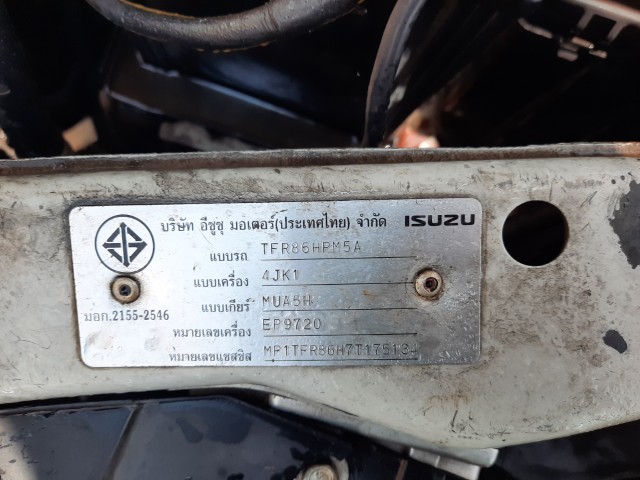 บริษัท อีซูซุ มอเตอร์(ประเทศไทย) จำกัด ISUZU
แบบรถ TFR86HPM5A
แบบเครื่อง 4JK1
แบบเกียร์ MUA5H
มอก.2155-2546
หมายเลขเครื่อง EP9720
หมายเลขแชสซิส MP1TFR86H7T175134